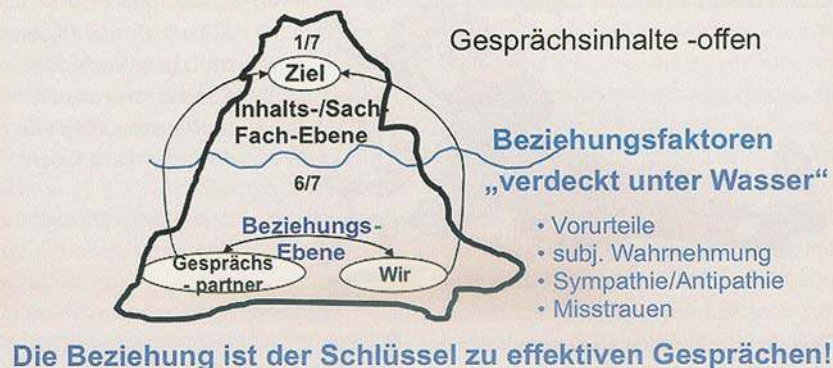 1/7
Gesprächsinhalte -offen
Ziel
Inhalts-/Sach-
Fach-Ebene
Beziehungsfaktoren
6/7
„verdeckt unter Wasser“
Beziehungs-
Ebene
Gesprächs
- partner
Wir
• Vorurteile
• subj. Wahrnehmung
• Sympathie/Antipathie
• Misstrauen
Die Beziehung ist der Schlüssel zu effektiven Gesprächen!